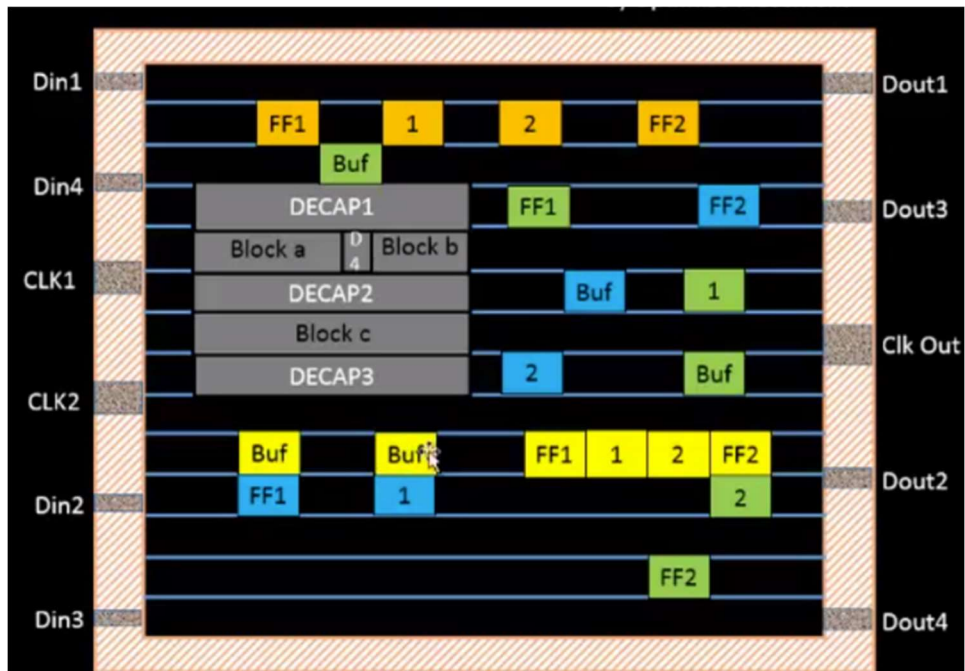 Din1 Dout1
FF1 1 2 FF2
Buf
Din4 DECAP1 FF1 FF2 Dout3
Block a D4 Block b
CLK1 DECAP2 Buf 1
Block c Clk Out
DECAP3 2 Buf
CLK2
Buf Buf FF1 1 2 FF2
Din2 FF1 1 2 Dout2
FF2
Din3 Dout4